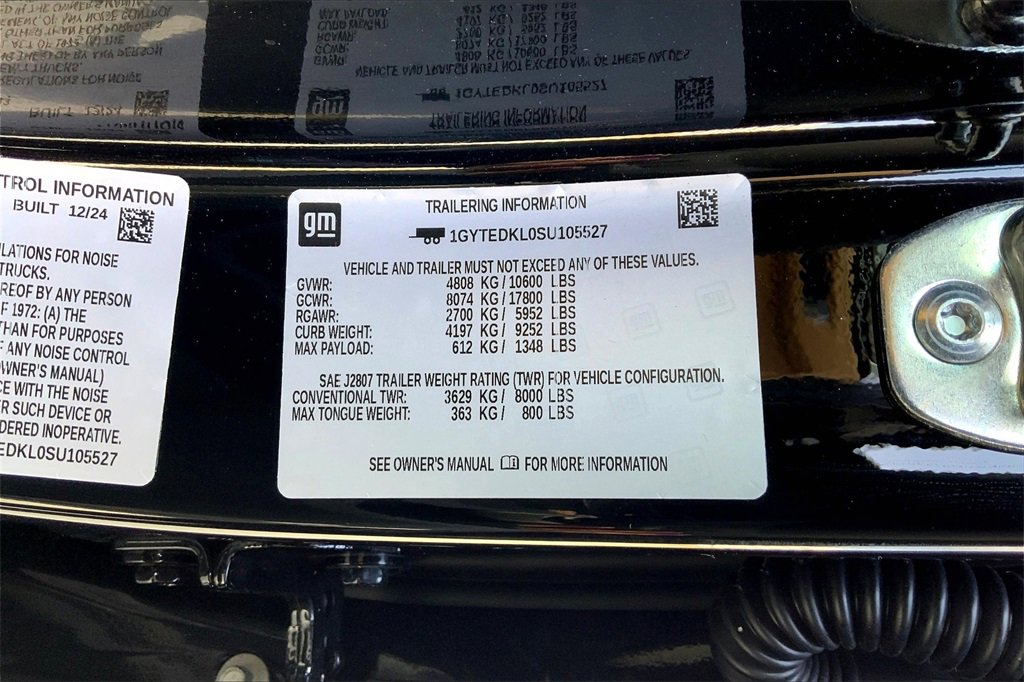 TROL INFORMATION
BUILT 12/24
LATIONS FOR NOISE
TRUCKS.
REOF BY ANY PERSON
F 1972: (A) THE
THAN FOR PURPOSES
F ANY NOISE CONTROL
OWNER'S MANUAL)
CE WITH THE NOISE
R SUCH DEVICE OR
DERED INOPERATIVE.
EDKL0SU105527
gm
TRAILERING INFORMATION
1GYTEDKL0SU105527
VEHICLE AND TRAILER MUST NOT EXCEED ANY OF THESE VALUES.
GVWR: 4808 KG/10600 LBS
GCWR: 8074 KG/17800 LBS
RGAWR: 2700 KG/ 5952 LBS
CURB WEIGHT: 4197 KG/ 9252 LBS
MAX PAYLOAD: 612 KG/ 1348 LBS
SAE J2807 TRAILER WEIGHT RATING (TWR) FOR VEHICLE CONFIGURATION.
CONVENTIONAL TWR: 3629 KG/ 8000 LBS
MAX TONGUE WEIGHT: 363 KG/ 800 LBS
SEE OWNER'S MANUAL FOR MORE INFORMATION